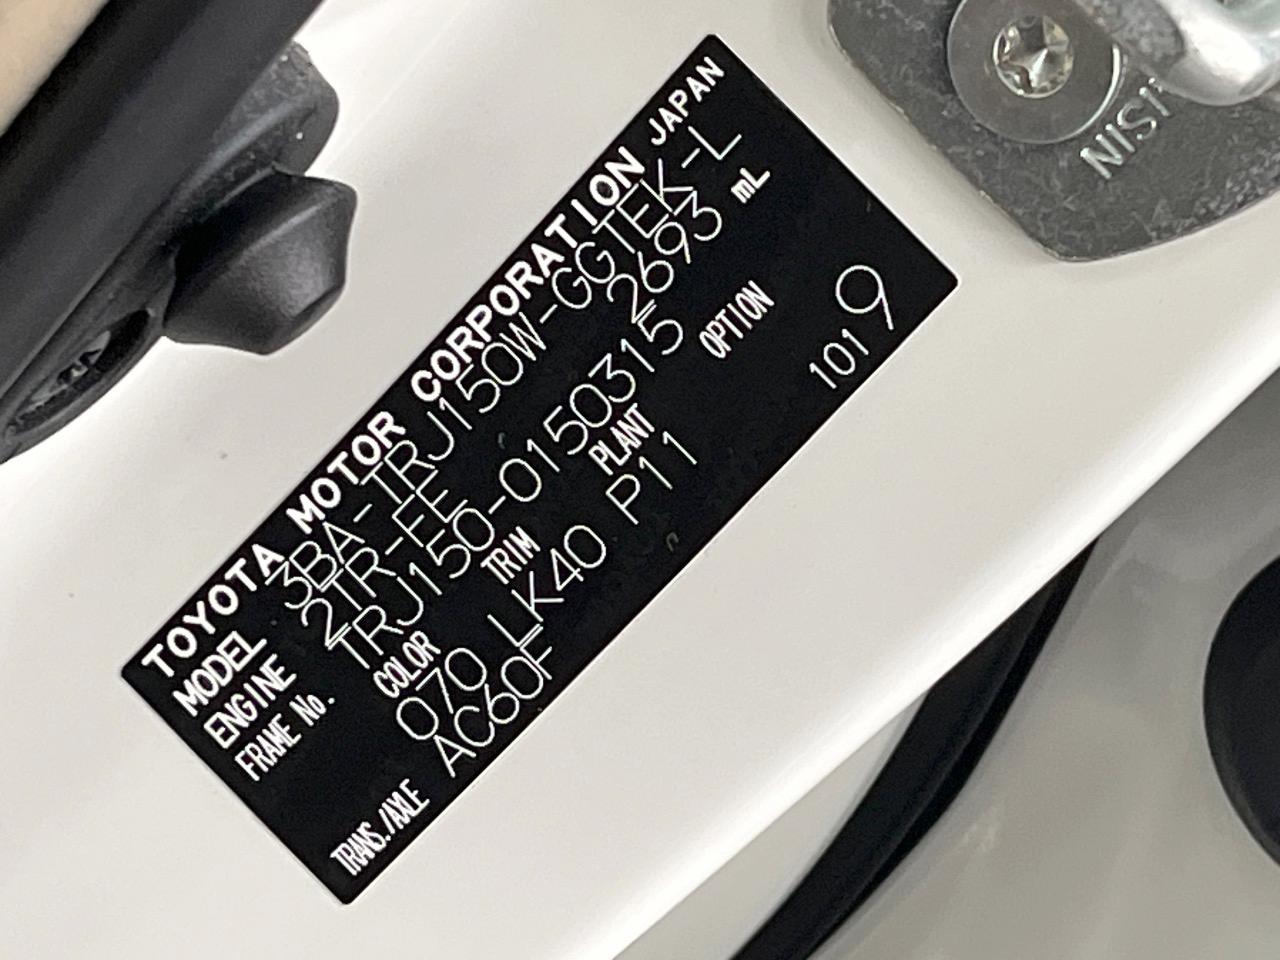 TOYOTA MOTOR CORPORATION JAPAN
MODEL 3BA-TRJ150W-GGTEK-L
ENGINE 2TR-FE 2693 mL
FRAME No. TRJ150-0150315
COLOR TRIM PLANT OPTION
070 LK40 P11
TRANS./AXLE AC60F
101 9
NISIN